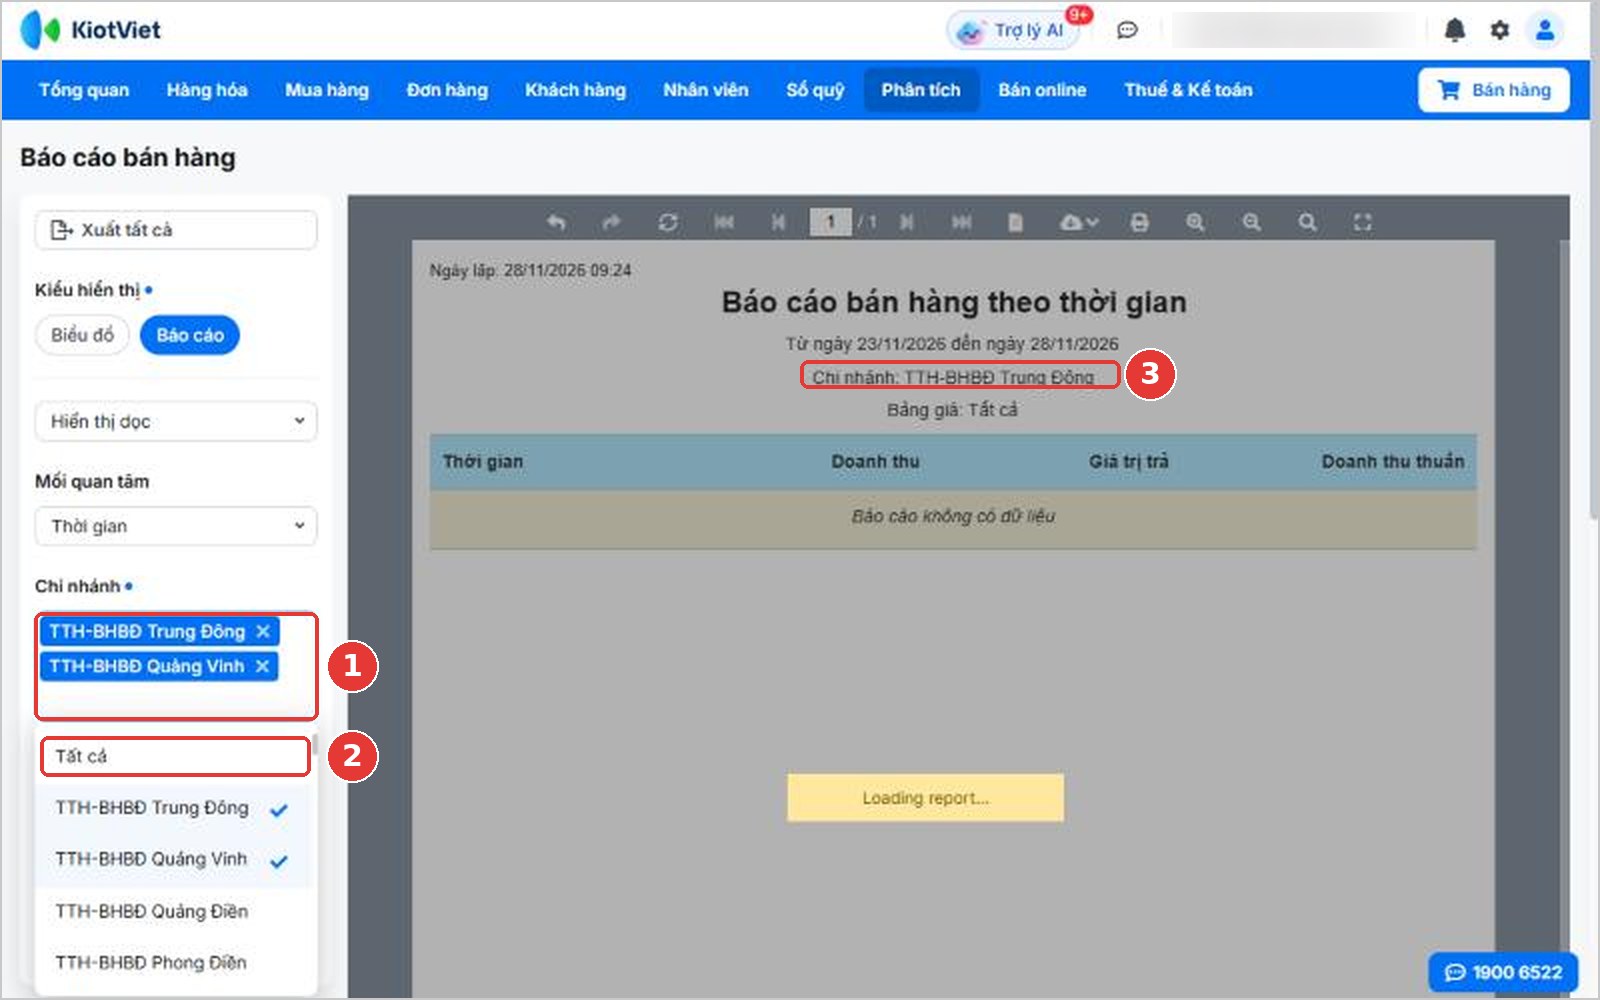 KiotViet
Trợ lý AI
9+
Tổng quan
Hàng hóa
Mua hàng
Đơn hàng
Khách hàng
Nhân viên
Sổ quỹ
Phân tích
Bán online
Thuế & Kế toán
Bán hàng
Báo cáo bán hàng
Xuất tất cả
Kiểu hiển thị
Biểu đồ
Báo cáo
Hiển thị dọc
Mối quan tâm
Thời gian
Chi nhánh
TTH-BHBĐ Trung Đông
TTH-BHBĐ Quảng Vinh
1
Tất cả
2
TTH-BHBĐ Trung Đông
TTH-BHBĐ Quảng Vinh
TTH-BHBĐ Quảng Điền
TTH-BHBĐ Phong Điền
1 / 1
Ngày lập: 28/11/2026 09:24
Báo cáo bán hàng theo thời gian
Từ ngày 23/11/2026 đến ngày 28/11/2026
Chi nhánh: TTH-BHBĐ Trung Đông
3
Bảng giá: Tất cả
Thời gian
Doanh thu
Giá trị trả
Doanh thu thuần
Báo cáo không có dữ liệu
Loading report...
1900 6522